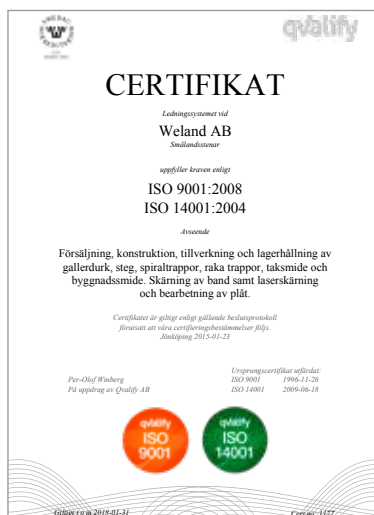 qvalify
CERTIFIKAT
Ledningssystemet vid
Weland AB
Smålandsstenar
uppfyller kraven enligt
ISO 9001:2008
ISO 14001:2004
Avseende
Försäljning, konstruktion, tillverkning och lagerhållning av
gallerdurk, steg, spiraltrappor, raka trappor, taksmide och
byggnadssmide. Skärning av band samt laserskärning
och bearbetning av plåt.
Certifikatet är giltigt enligt gällande beslutsprotokoll
förutsatt att våra certifieringsbestämmelser följs.
Jönköping 2015-01-23
Ursprungscertifikat utfärdat:
Per-Olof Winberg ISO 9001 1996-11-26
På uppdrag av Qvalify AB ISO 14001 2009-06-18
qvalify qvalify
ISO ISO
9001 14001
Giltigt t o m 2018-01-31 Cert no. 1177